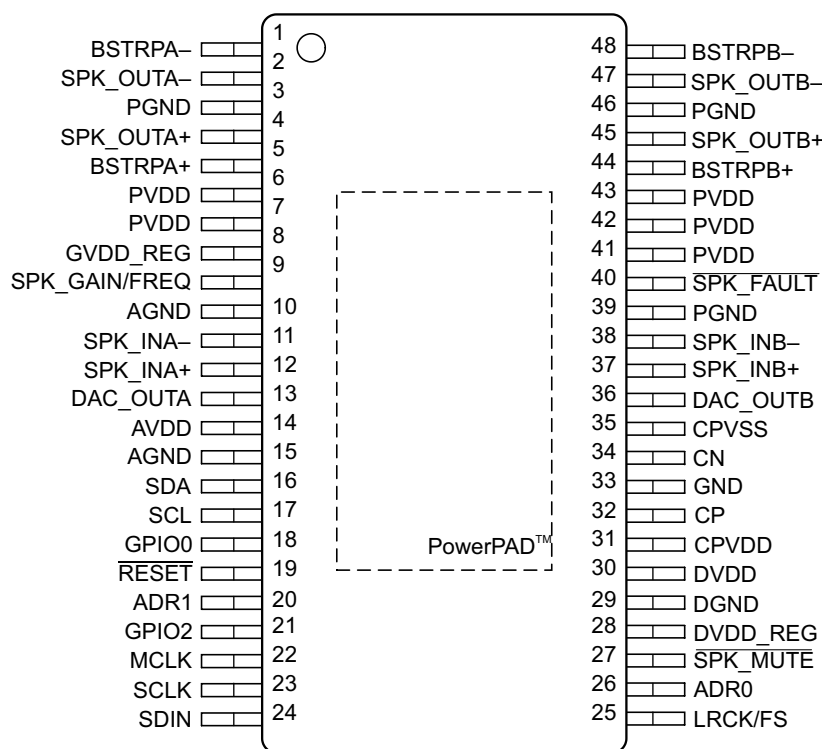 BSTRPA– 1 48 BSTRPB–
SPK_OUTA– 2 47 SPK_OUTB–
PGND 3 46 PGND
SPK_OUTA+ 4 45 SPK_OUTB+
BSTRPA+ 5 44 BSTRPB+
PVDD 6 43 PVDD
PVDD 7 42 PVDD
GVDD_REG 8 41 PVDD
SPK_GAIN/FREQ 9 40 SPK_FAULT
AGND 10 39 PGND
SPK_INA– 11 38 SPK_INB–
SPK_INA+ 12 37 SPK_INB+
DAC_OUTA 13 36 DAC_OUTB
AVDD 14 35 CPVSS
AGND 15 34 CN
SDA 16 33 GND
SCL 17 32 CP
GPIO0 18 PowerPAD™ 31 CPVDD
RESET 19 30 DVDD
ADR1 20 29 DGND
GPIO2 21 28 DVDD_REG
MCLK 22 27 SPK_MUTE
SCLK 23 26 ADR0
SDIN 24 25 LRCK/FS